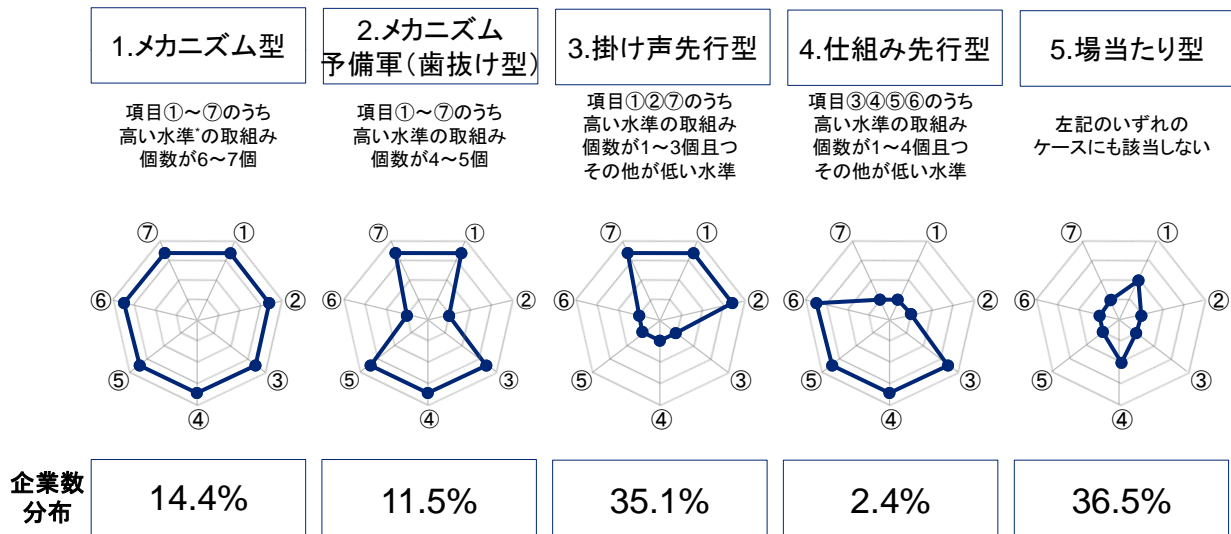 1.メカニズム型
項目①~⑦のうち
高い水準*の取組み
個数が6~7個
2.メカニズム
予備軍(歯抜け型)
項目①~⑦のうち
高い水準の取組み
個数が4~5個
3.掛け声先行型
項目①②⑦のうち
高い水準の取組み
個数が1~3個且つ
その他が低い水準
4.仕組み先行型
項目③④⑤⑥のうち
高い水準の取組み
個数が1~4個且つ
その他が低い水準
5.場当たり型
左記のいずれの
ケースにも該当しない
⑦ ①
⑥ ②
⑤ ③
④
⑦ ①
⑥ ②
⑤ ③
④
⑦ ①
⑥ ②
⑤ ③
④
⑦ ①
⑥ ②
⑤ ③
④
⑦ ①
⑥ ②
⑤ ③
④
企業数
分布
14.4%
11.5%
35.1%
2.4%
36.5%